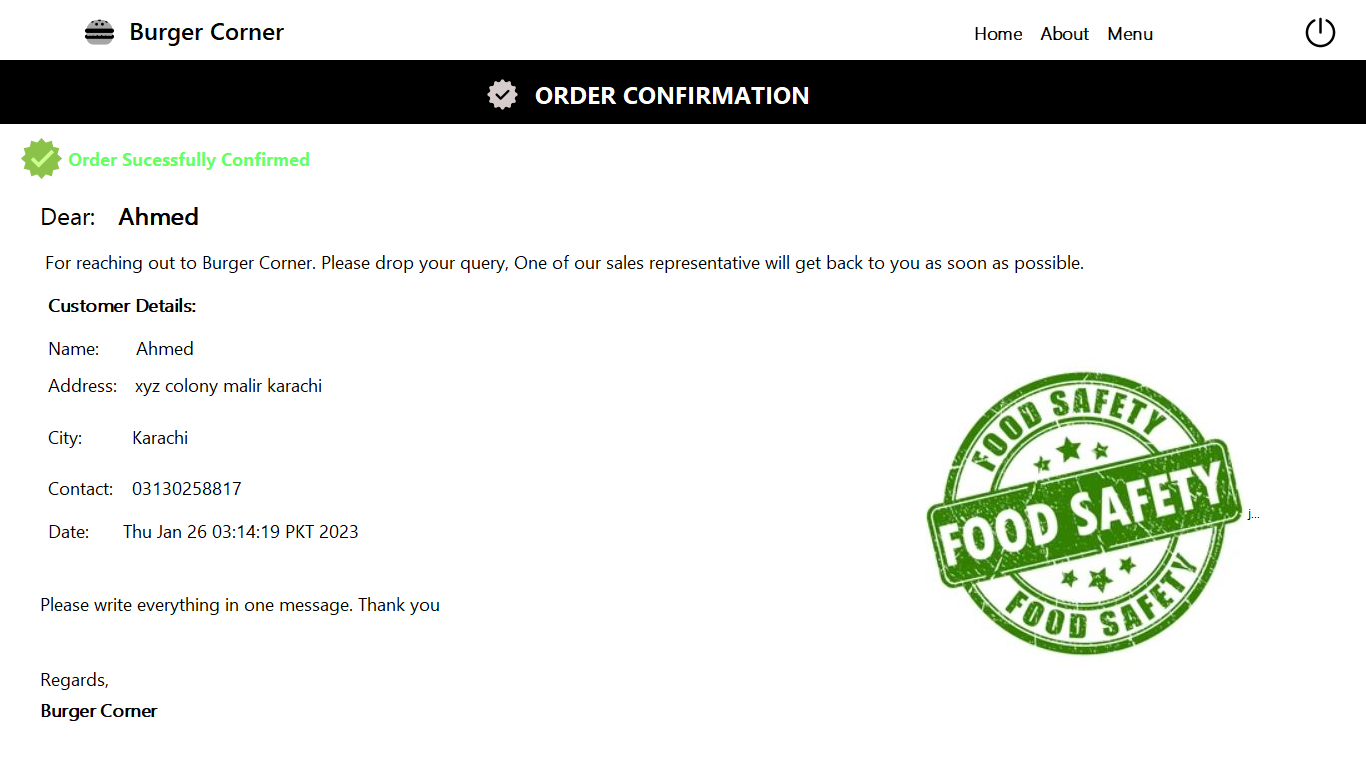 Burger Corner
Home About Menu
ORDER CONFIRMATION
Order Sucessfully Confirmed
Dear: Ahmed
For reaching out to Burger Corner. Please drop your query, One of our sales representative will get back to you as soon as possible.
Customer Details:
Name: Ahmed
Address: xyz colony malir karachi
City: Karachi
Contact: 03130258817
Date: Thu Jan 26 03:14:19 PKT 2023
FOOD SAFETY
FOOD SAFETY
FOOD SAFETY
j...
Please write everything in one message. Thank you
Regards,
Burger Corner